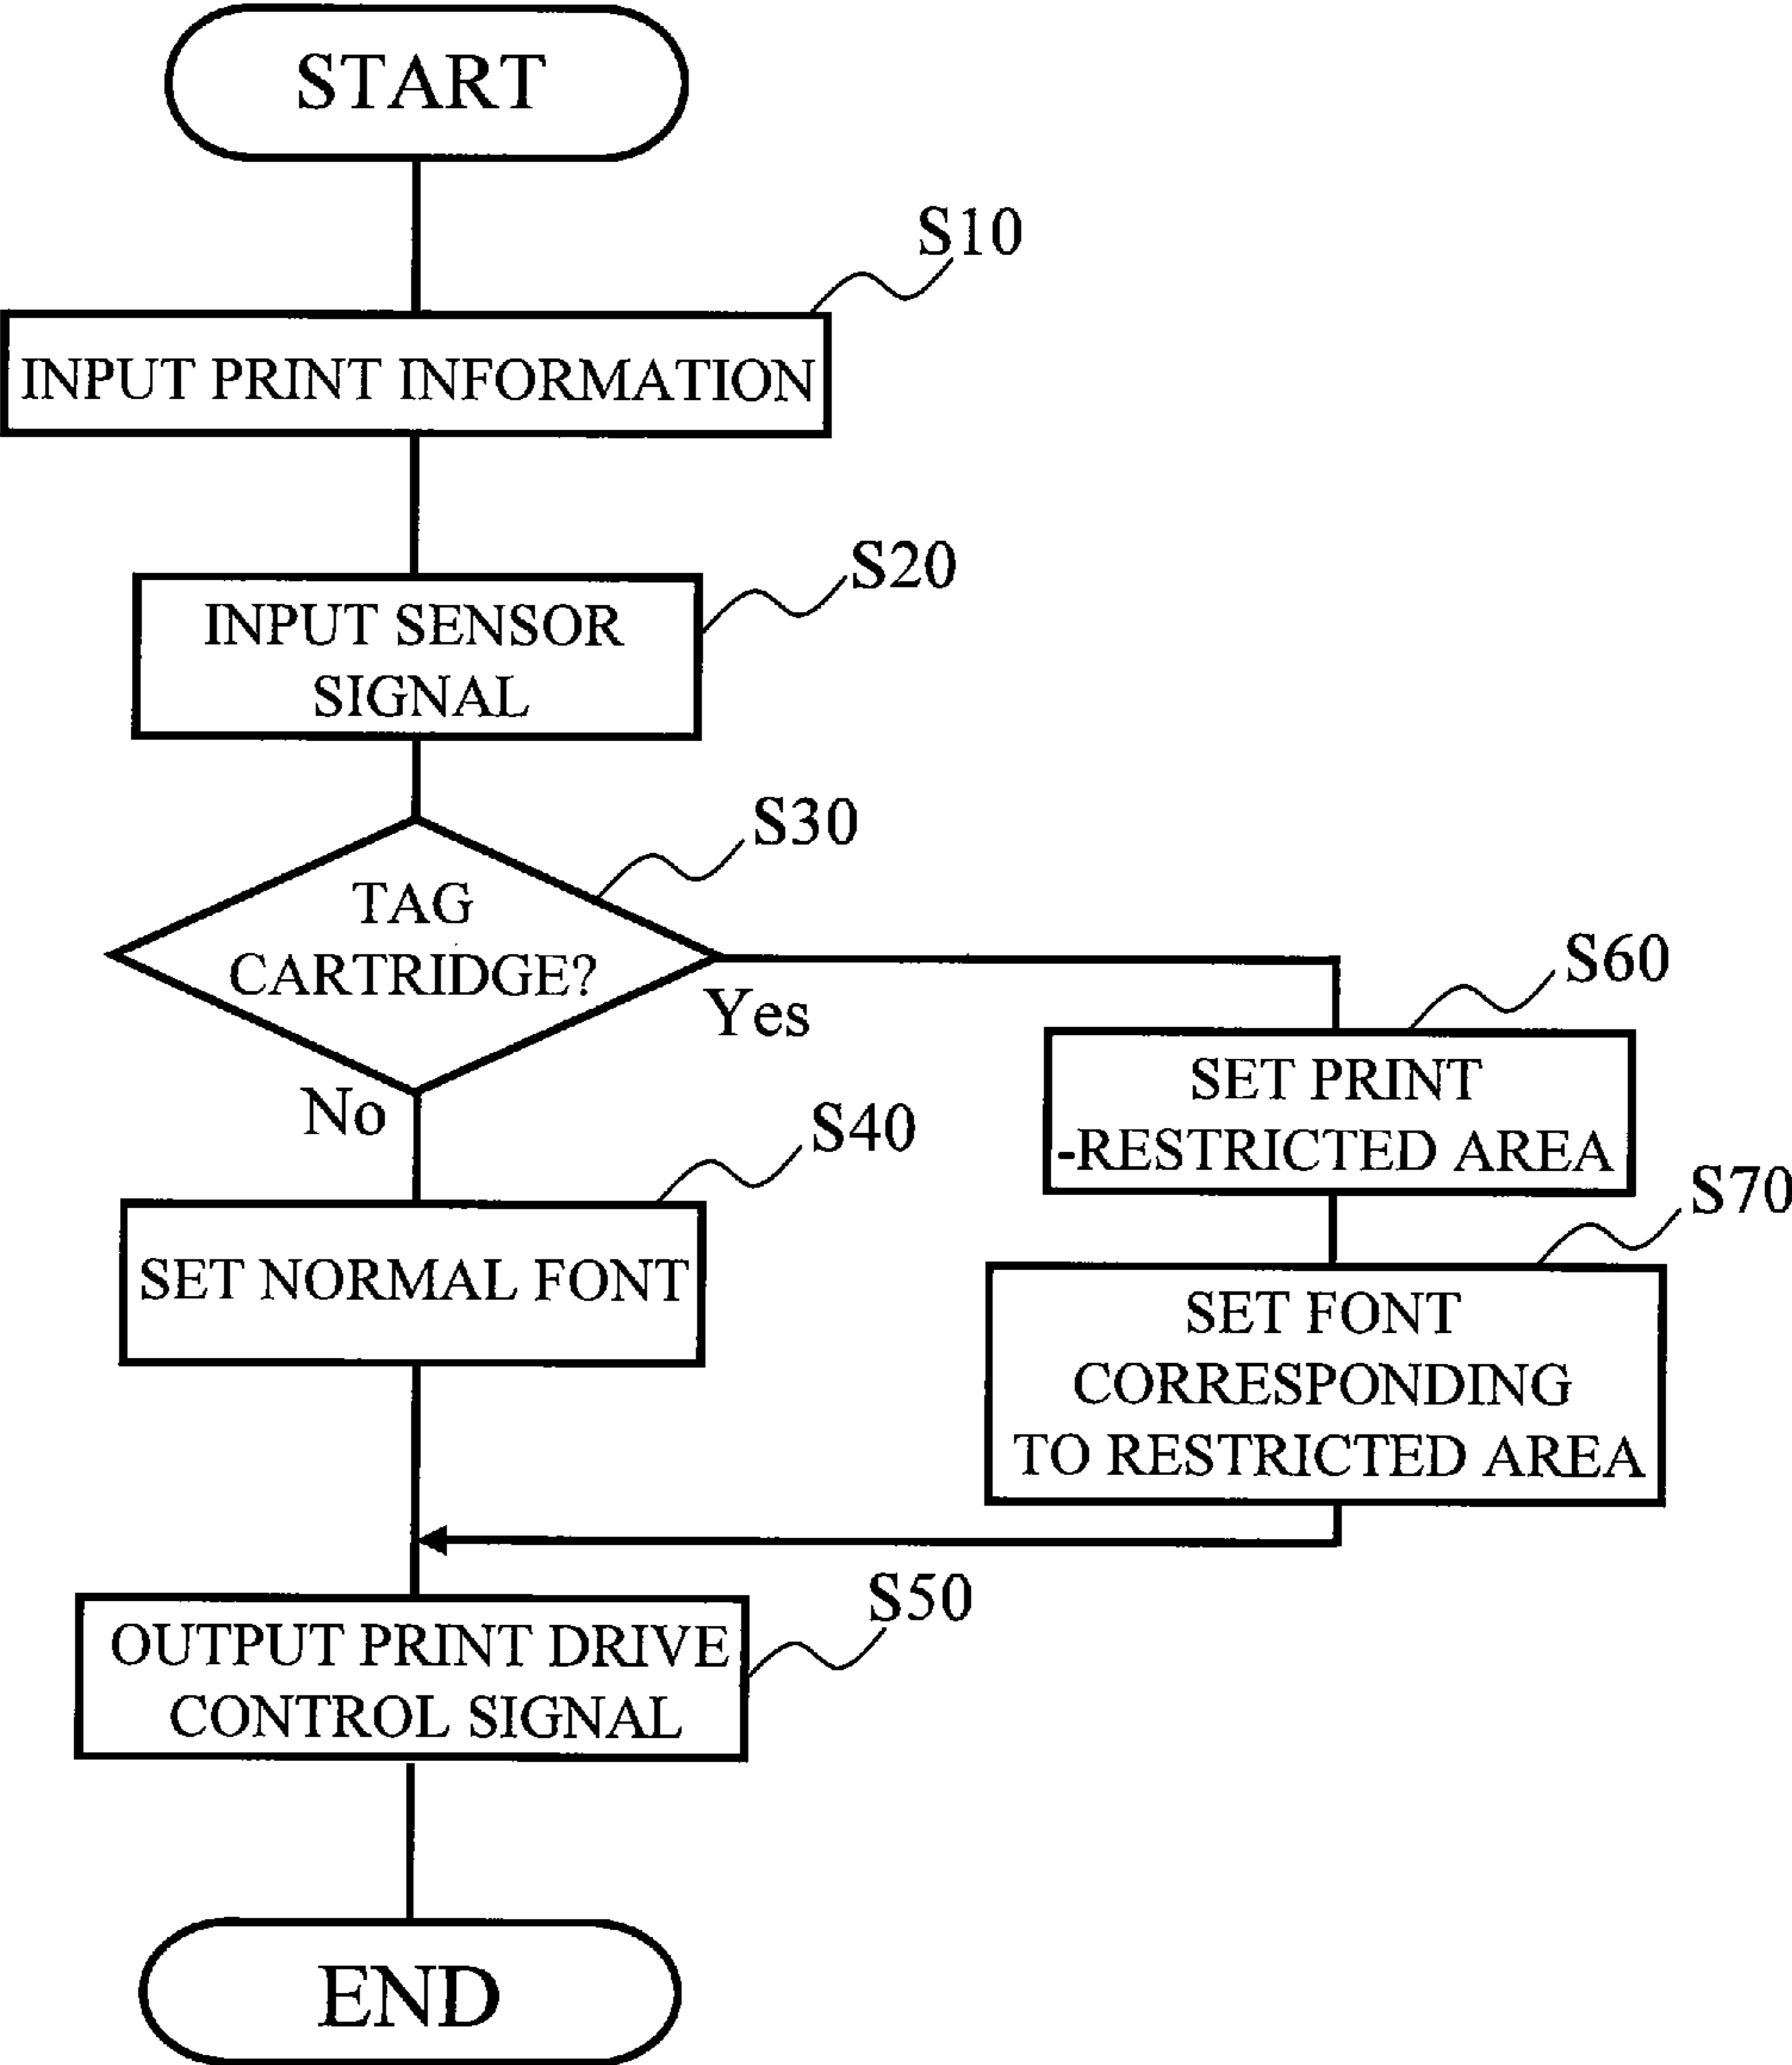 START
S10
INPUT PRINT INFORMATION
S20
INPUT SENSOR
SIGNAL
S30
TAG
CARTRIDGE?
Yes
No
S40
SET NORMAL FONT
S60
SET PRINT
-RESTRICTED AREA
S70
SET FONT
CORRESPONDING
TO RESTRICTED AREA
S50
OUTPUT PRINT DRIVE
CONTROL SIGNAL
END